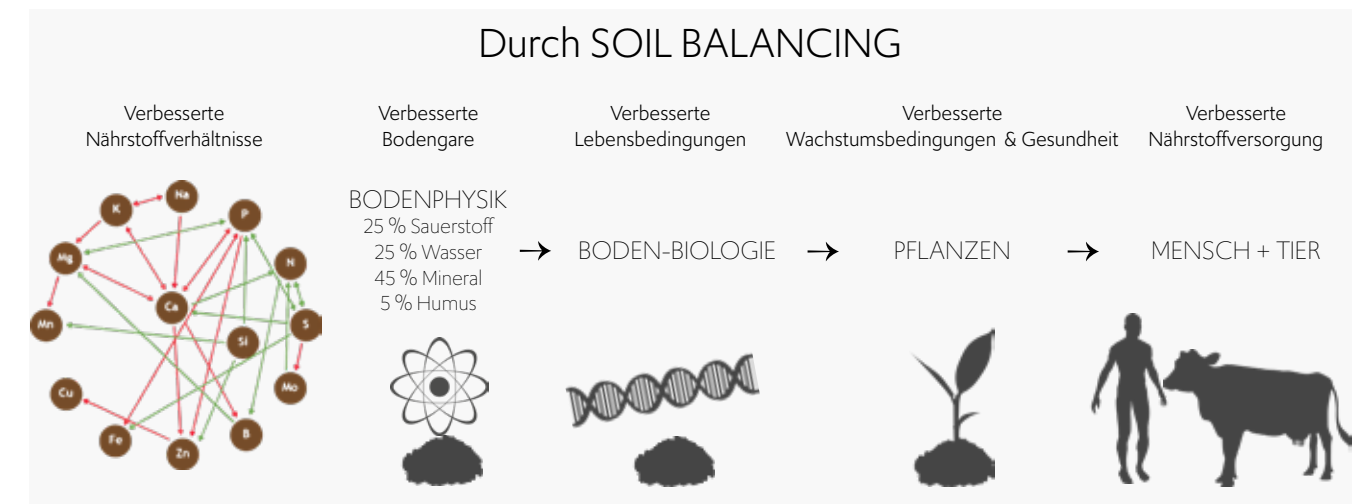 Durch SOIL BALANCING
Verbesserte
Nährstoffverhältnisse
Verbesserte
Bodengare
Verbesserte
Lebensbedingungen
Verbesserte
Wachstumsbedingungen & Gesundheit
Verbesserte
Nährstoffversorgung
Na
K
P
Mg
N
Ca
Mn
S
Si
Cu
Mo
Fe
B
Zn
BODENPHYSIK
25 % Sauerstoff
25 % Wasser
45 % Mineral
5 % Humus
BODEN-BIOLOGIE
PFLANZEN
MENSCH + TIER